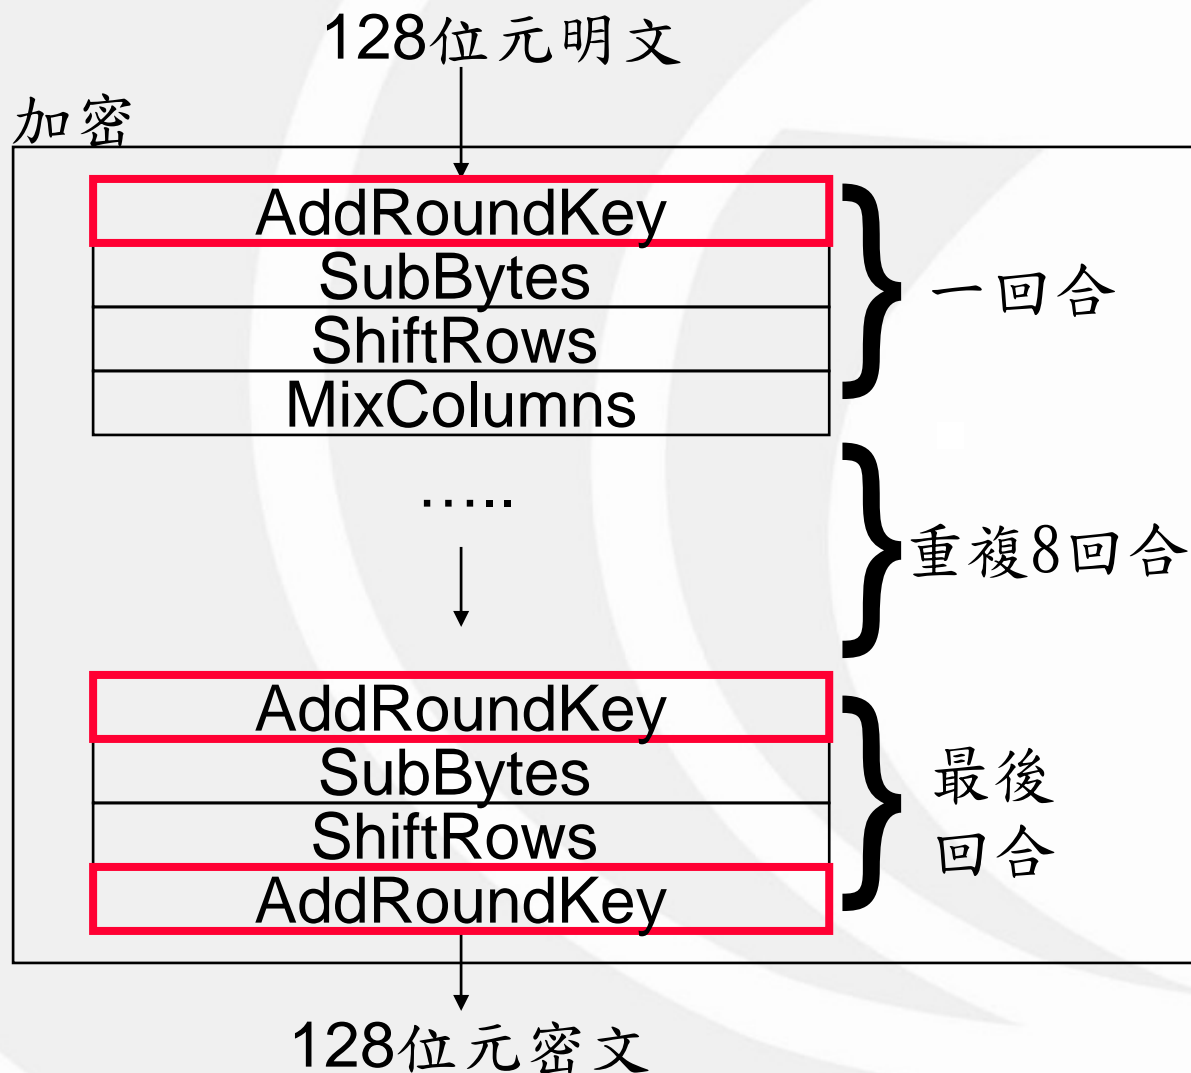 128位元明文
加密
AddRoundKey
SubBytes
ShiftRows
MixColumns
一回合
…..
重複8回合
AddRoundKey
SubBytes
ShiftRows
AddRoundKey
最後
回合
128位元密文